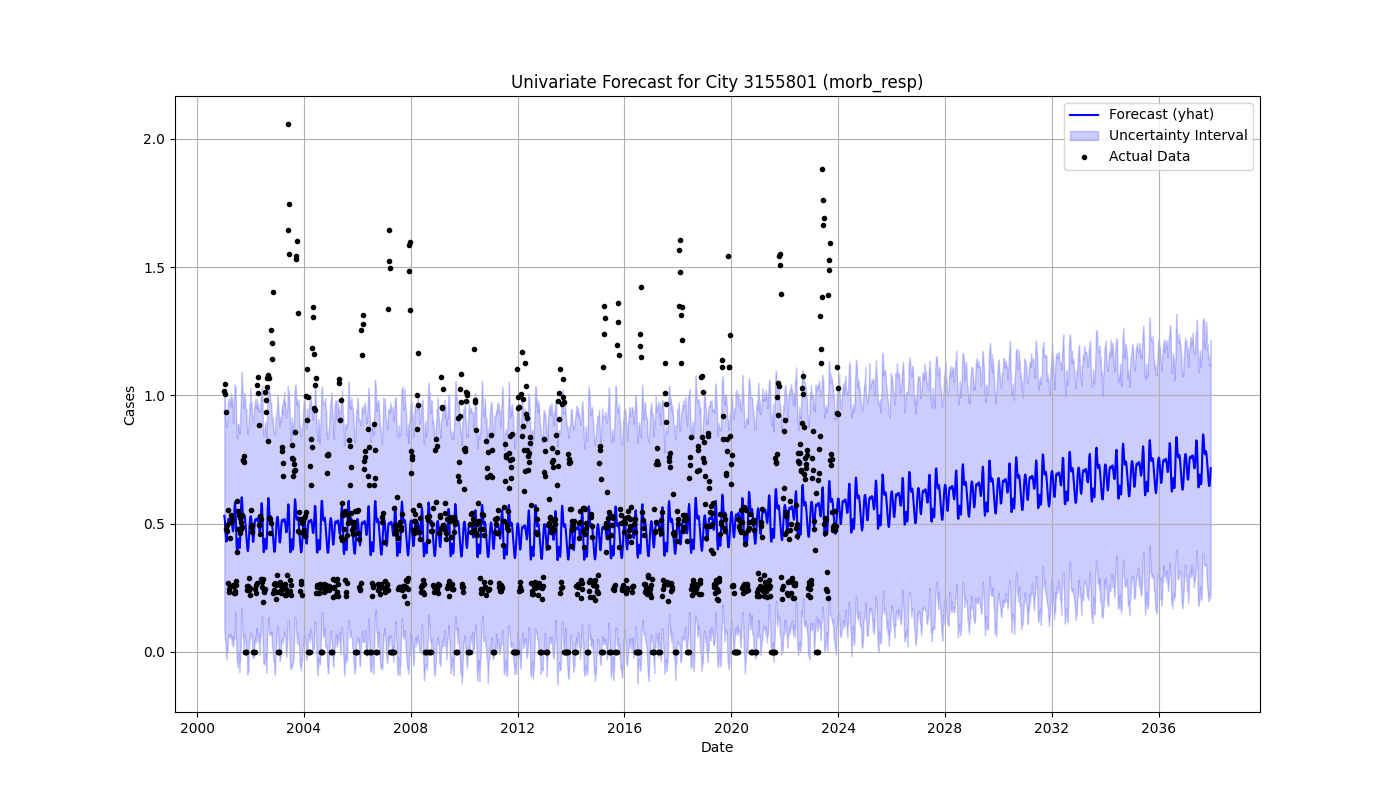 Univariate Forecast for City 3155801 (morb_resp)
Forecast (yhat)
Uncertainty Interval
Actual Data
Cases
2.0
1.5
1.0
0.5
0.0
2000 2004 2008 2012 2016 2020 2024 2028 2032 2036
Date